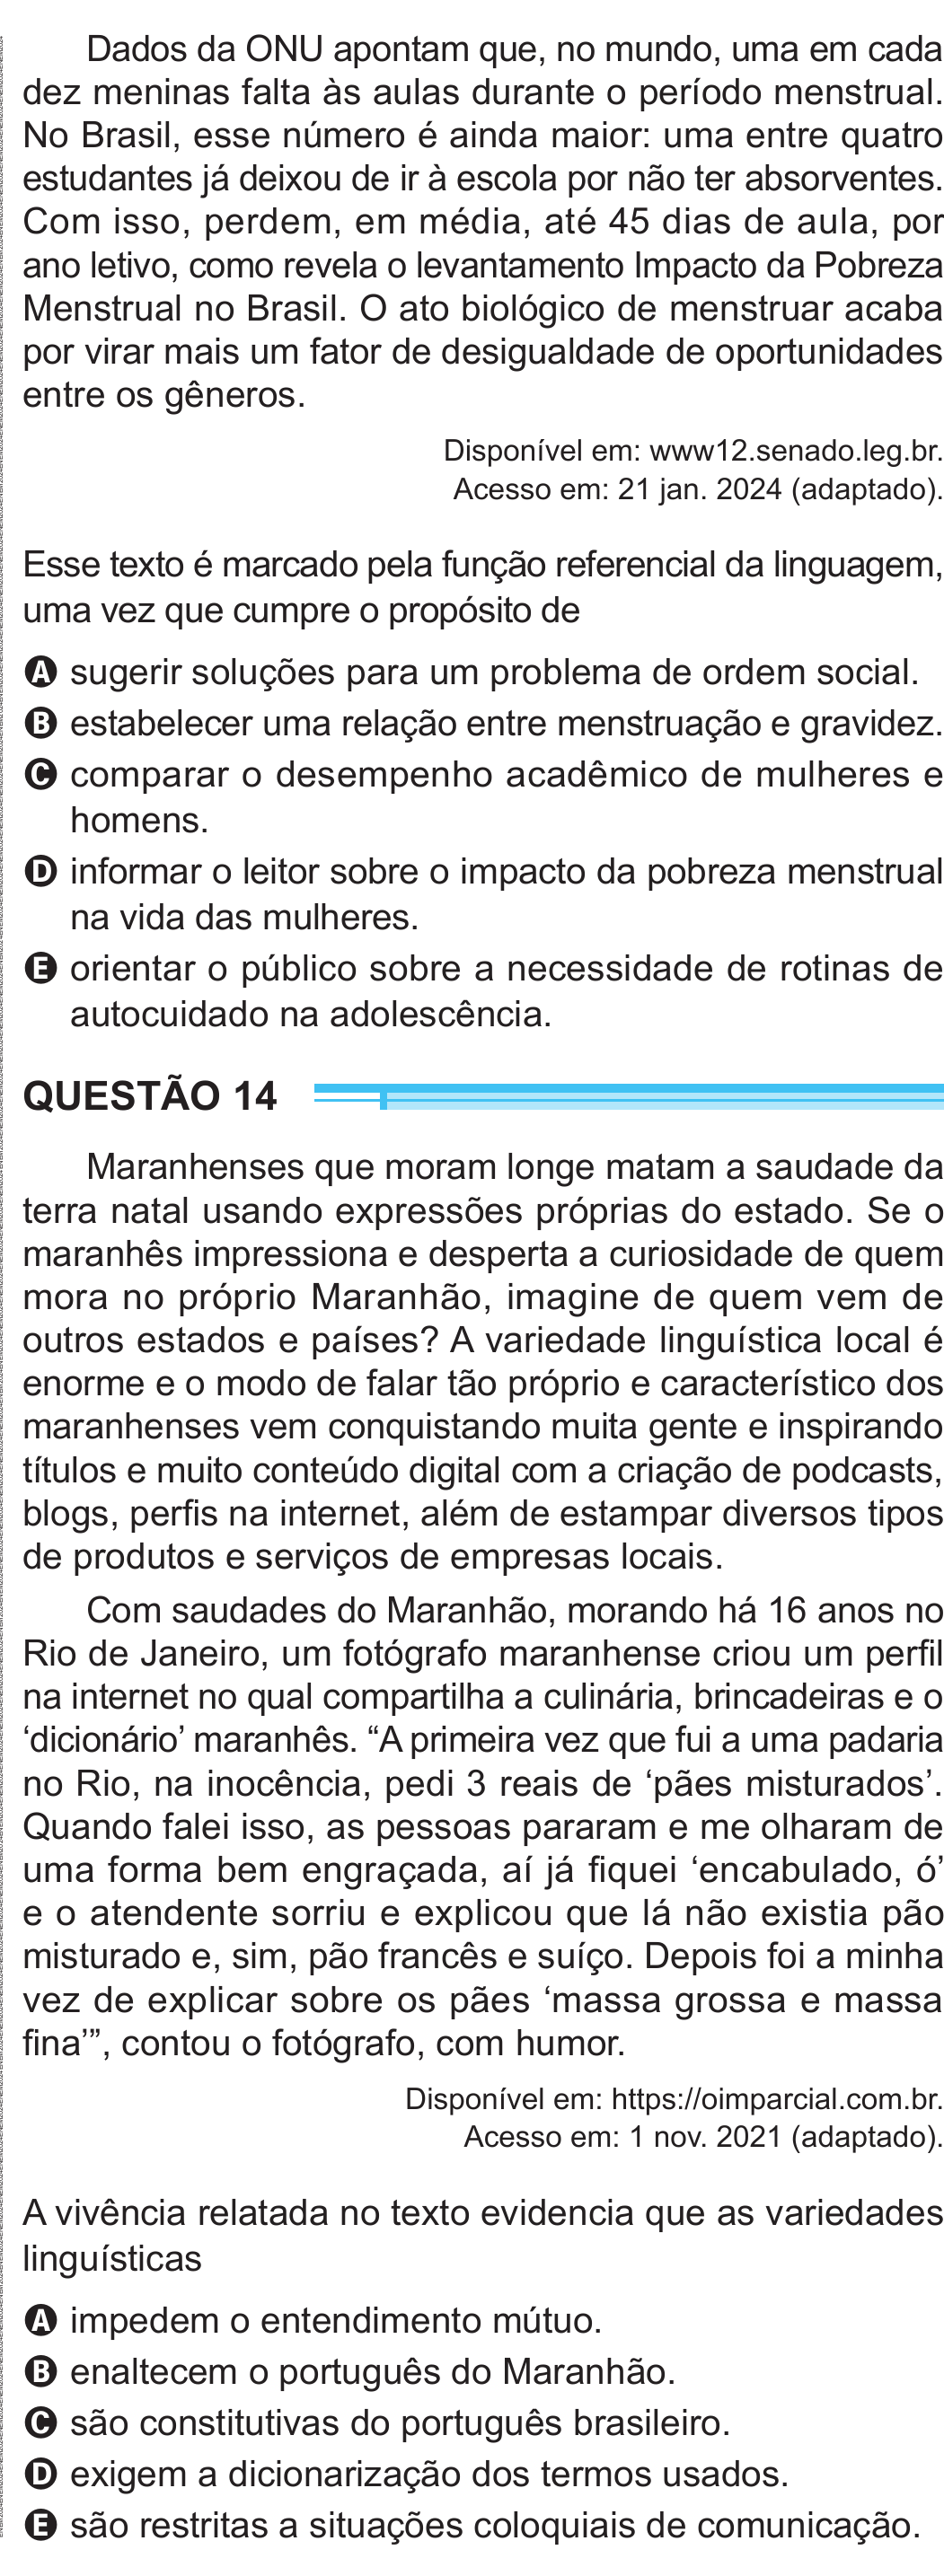 Dados da ONU apontam que, no mundo, uma em cada
dez meninas falta às aulas durante o período menstrual.
No Brasil, esse número é ainda maior: uma entre quatro
estudantes já deixou de ir à escola por não ter absorventes.
Com isso, perdem, em média, até 45 dias de aula, por
ano letivo, como revela o levantamento Impacto da Pobreza
Menstrual no Brasil. O ato biológico de menstruar acaba
por virar mais um fator de desigualdade de oportunidades
entre os gêneros.
Disponível em: www12.senado.leg.br.
Acesso em: 21 jan. 2024 (adaptado).
Esse texto é marcado pela função referencial da linguagem,
uma vez que cumpre o propósito de
A sugerir soluções para um problema de ordem social.
B estabelecer uma relação entre menstruação e gravidez.
C comparar o desempenho acadêmico de mulheres e
homens.
D informar o leitor sobre o impacto da pobreza menstrual
na vida das mulheres.
E orientar o público sobre a necessidade de rotinas de
autocuidado na adolescência.
QUESTÃO 14
Maranhenses que moram longe matam a saudade da
terra natal usando expressões próprias do estado. Se o
maranhês impressiona e desperta a curiosidade de quem
mora no próprio Maranhão, imagine de quem vem de
outros estados e países? A variedade linguística local é
enorme e o modo de falar tão próprio e característico dos
maranhenses vem conquistando muita gente e inspirando
títulos e muito conteúdo digital com a criação de podcasts,
blogs, perfis na internet, além de estampar diversos tipos
de produtos e serviços de empresas locais.
Com saudades do Maranhão, morando há 16 anos no
Rio de Janeiro, um fotógrafo maranhense criou um perfil
na internet no qual compartilha a culinária, brincadeiras e o
‘dicionário’ maranhês. “A primeira vez que fui a uma padaria
no Rio, na inocência, pedi 3 reais de ‘pães misturados’.
Quando falei isso, as pessoas pararam e me olharam de
uma forma bem engraçada, aí já fiquei ‘encabulado, ó’
e o atendente sorriu e explicou que lá não existia pão
misturado e, sim, pão francês e suíço. Depois foi a minha
vez de explicar sobre os pães ‘massa grossa e massa
fina’”, contou o fotógrafo, com humor.
Disponível em: https://oimparcial.com.br.
Acesso em: 1 nov. 2021 (adaptado).
A vivência relatada no texto evidencia que as variedades
linguísticas
A impedem o entendimento mútuo.
B enaltecem o português do Maranhão.
C são constitutivas do português brasileiro.
D exigem a dicionarização dos termos usados.
E são restritas a situações coloquiais de comunicação.